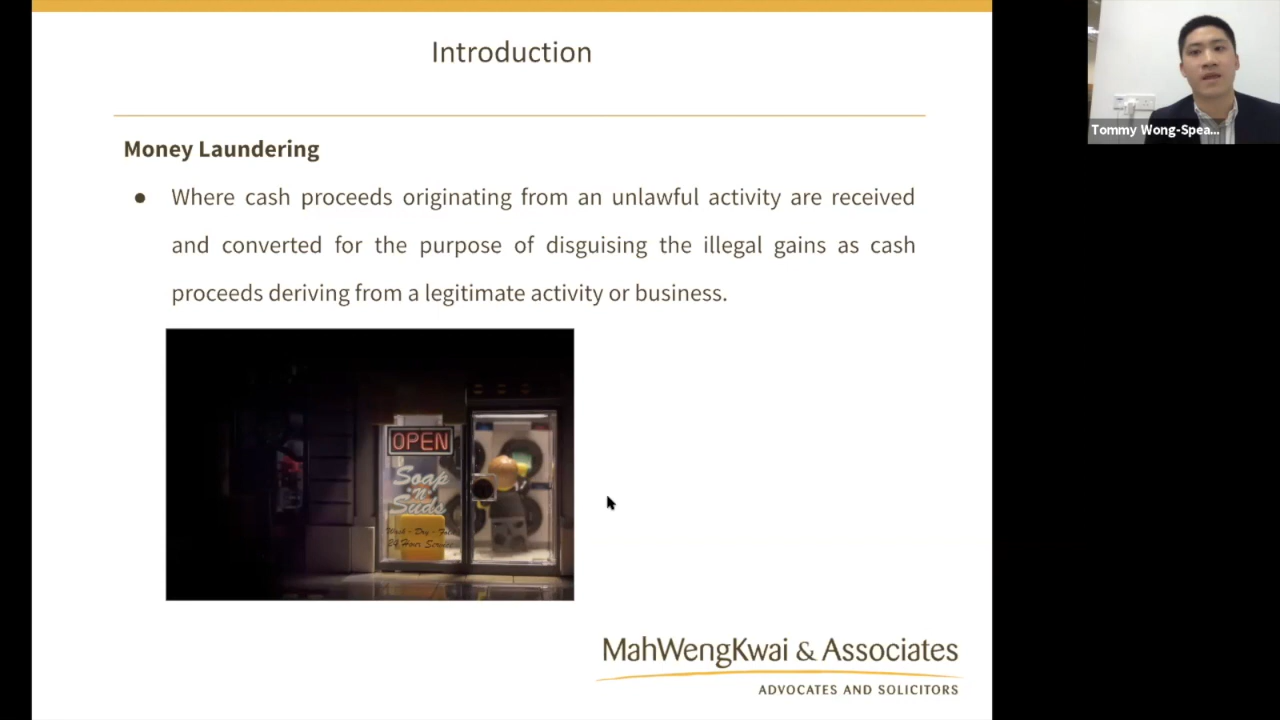 Introduction
Money Laundering
● Where cash proceeds originating from an unlawful activity are received
and converted for the purpose of disguising the illegal gains as cash
proceeds deriving from a legitimate activity or business.
OPEN
Soap
'n'
Suds
24 Hour
MahWengKwai & Associates
ADVOCATES AND SOLICITORS
Tommy Wong-Spea...